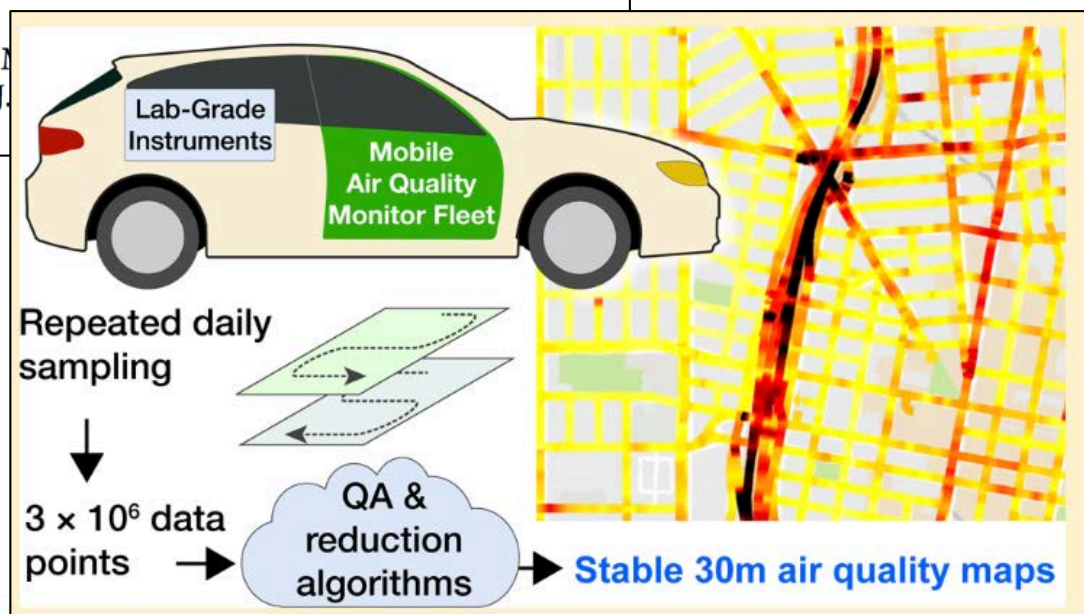 Lab-Grade
Instruments
Mobile
Air Quality
Monitor Fleet
Repeated daily
sampling
3 × 10⁶ data
points
QA &
reduction
algorithms
Stable 30m air quality maps